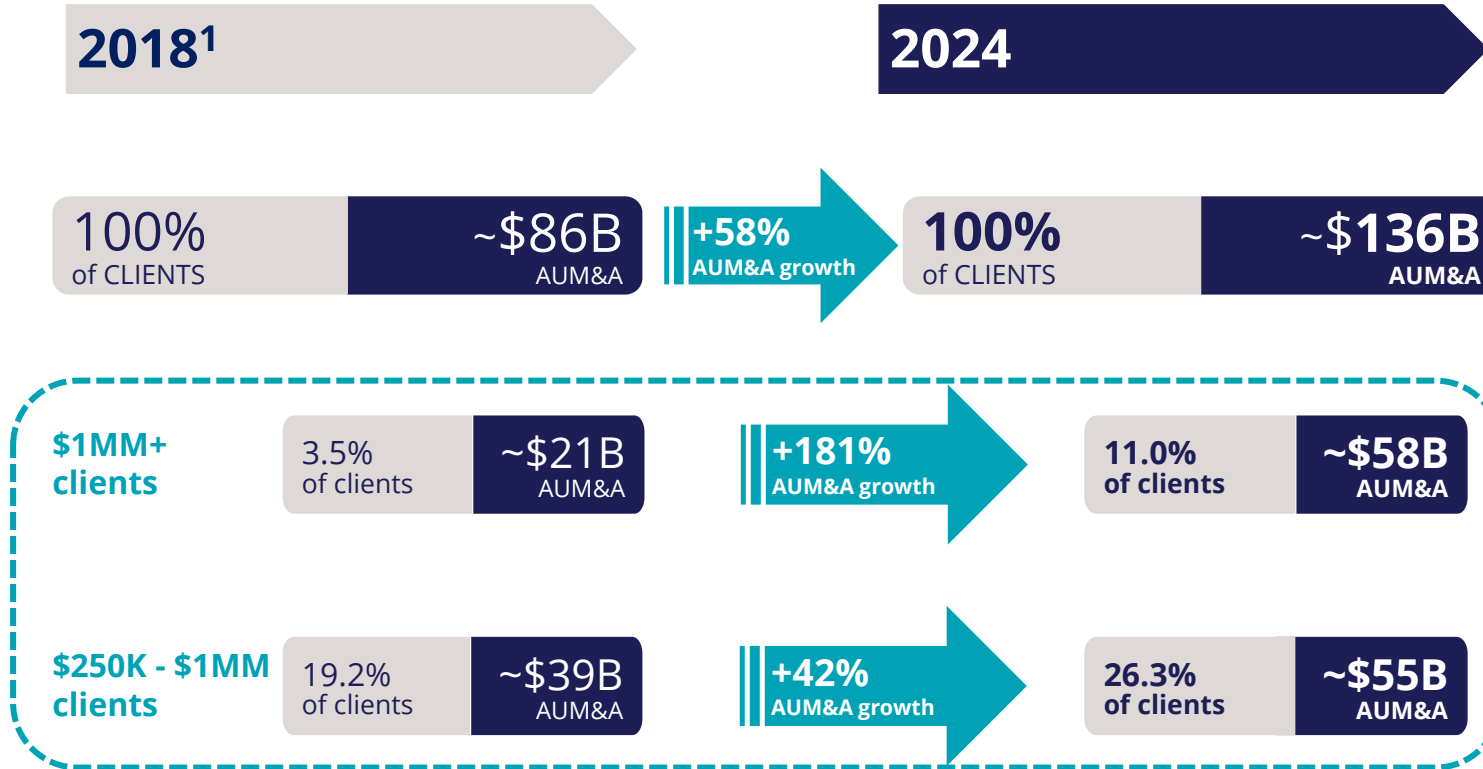 2018¹
2024
100%
of CLIENTS
~$86B
AUM&A
+58%
AUM&A growth
100%
of CLIENTS
~$136B
AUM&A
$1MM+
clients
3.5%
of clients
~$21B
AUM&A
+181%
AUM&A growth
11.0%
of clients
~$58B
AUM&A
$250K - $1MM
clients
19.2%
of clients
~$39B
AUM&A
+42%
AUM&A growth
26.3%
of clients
~$55B
AUM&A